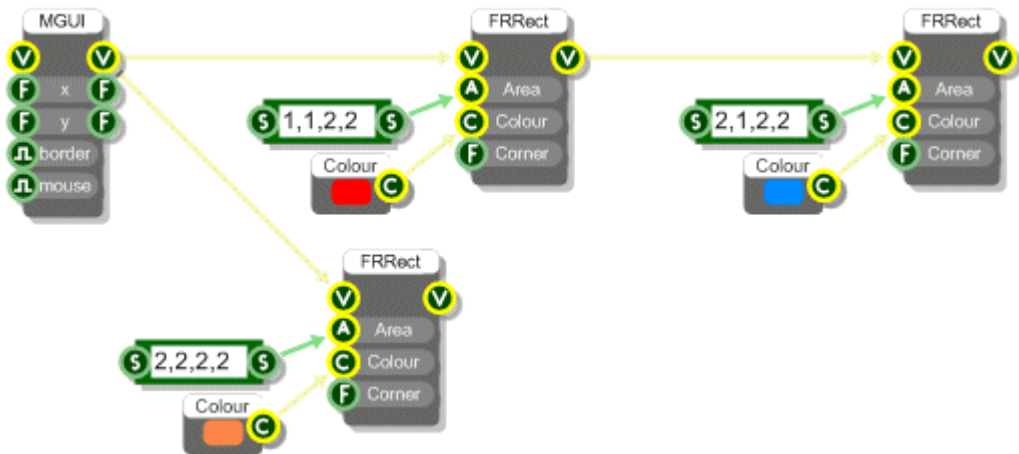 MGUI
V V
F x F
F y F
border
mouse
FRRect
V V
A Area
C Colour
F Corner
S 1,1,2,2 S
Colour
C
FRRect
V V
A Area
C Colour
F Corner
S 2,1,2,2 S
Colour
C
FRRect
V V
A Area
C Colour
F Corner
S 2,2,2,2 S
Colour
C